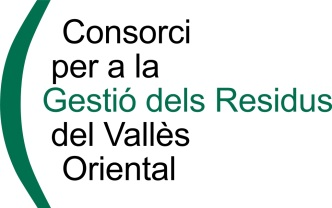 Consorci
per a la
Gestió dels Residus
del Vallès
Oriental